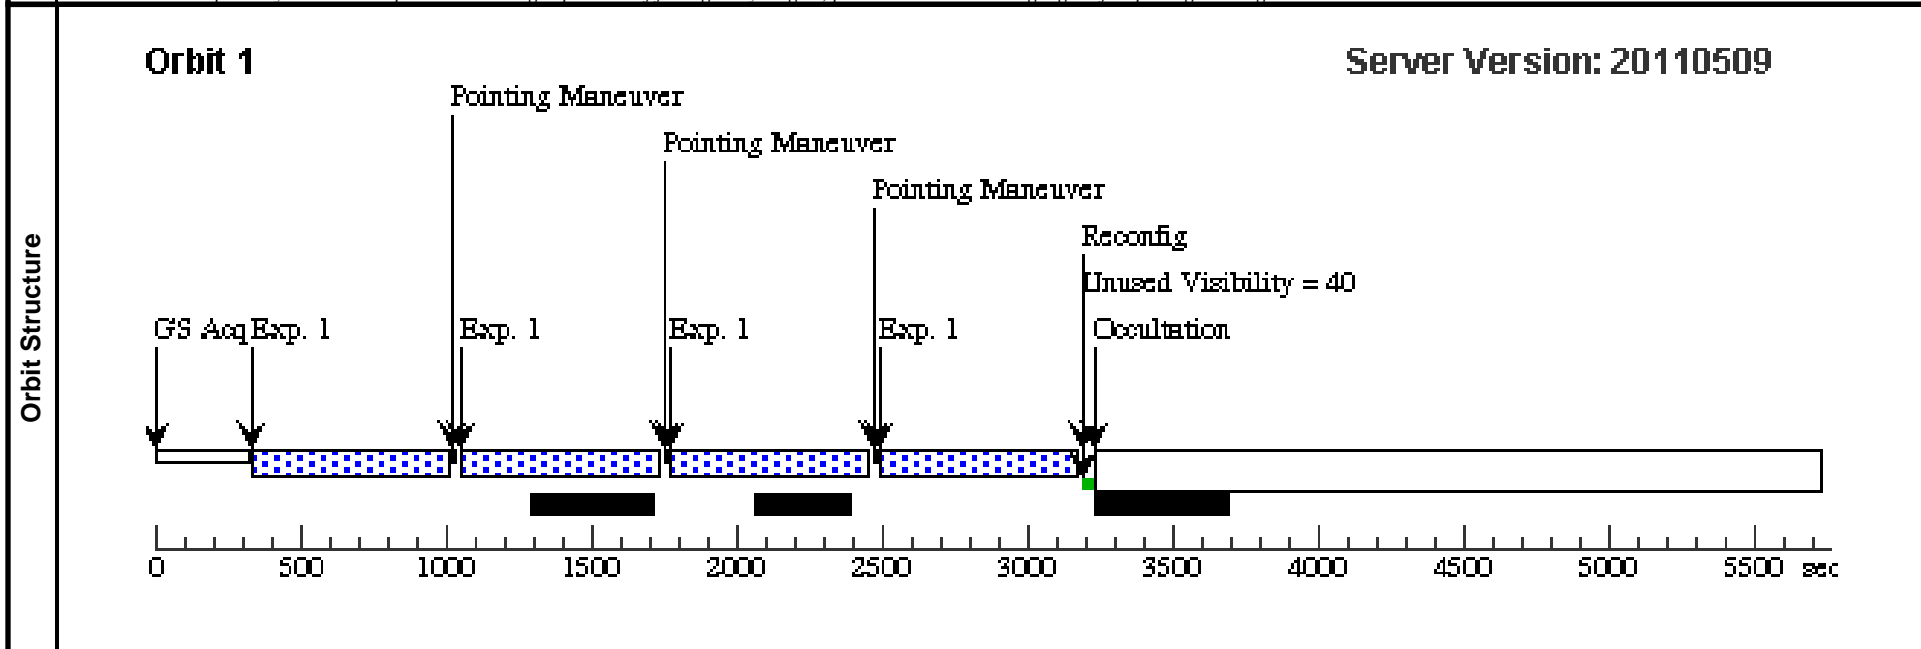 Orbit 1
Server Version: 20110509
Pointing Maneuver
Pointing Maneuver
Pointing Maneuver
Reconfig
Unused Visibility = 40
GS Acq Exp. 1 Exp. 1 Exp. 1 Exp. 1 Occultation
Orbit Structure
0 500 1000 1500 2000 2500 3000 3500 4000 4500 5000 5500 sec